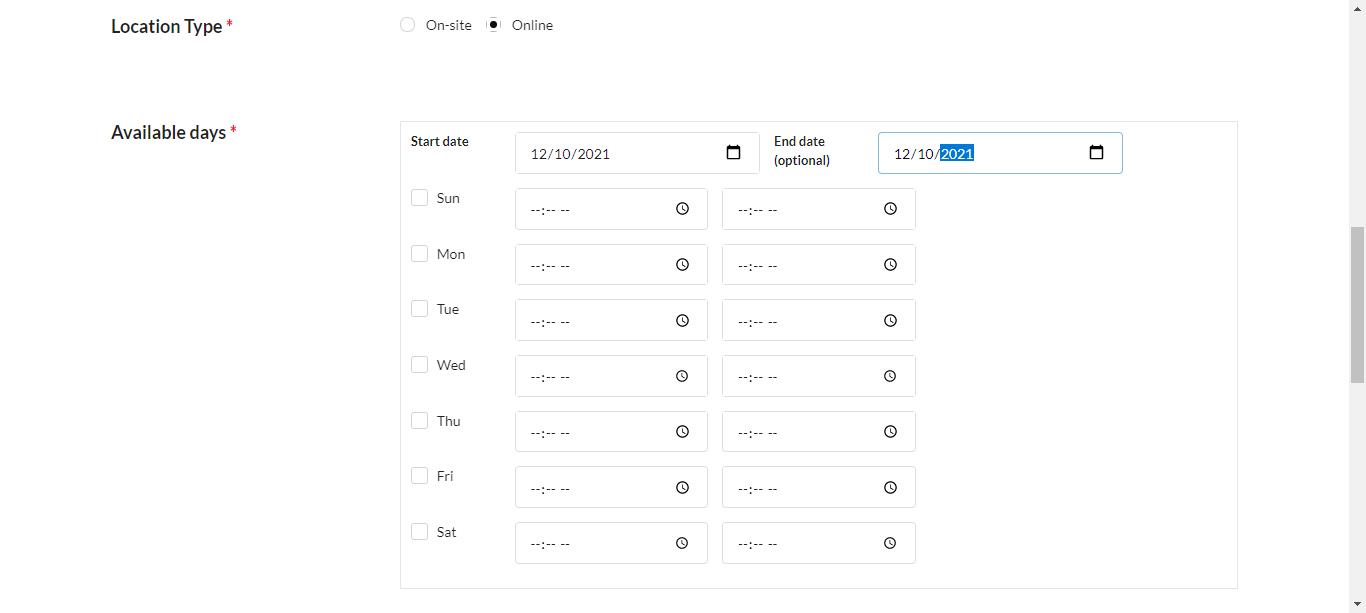 Location Type * On-site Online
Available days * Start date 12/10/2021 End date (optional) 12/10/2021
Sun --:-- -- --:-- --
Mon --:-- -- --:-- --
Tue --:-- -- --:-- --
Wed --:-- -- --:-- --
Thu --:-- -- --:-- --
Fri --:-- -- --:-- --
Sat --:-- -- --:-- --